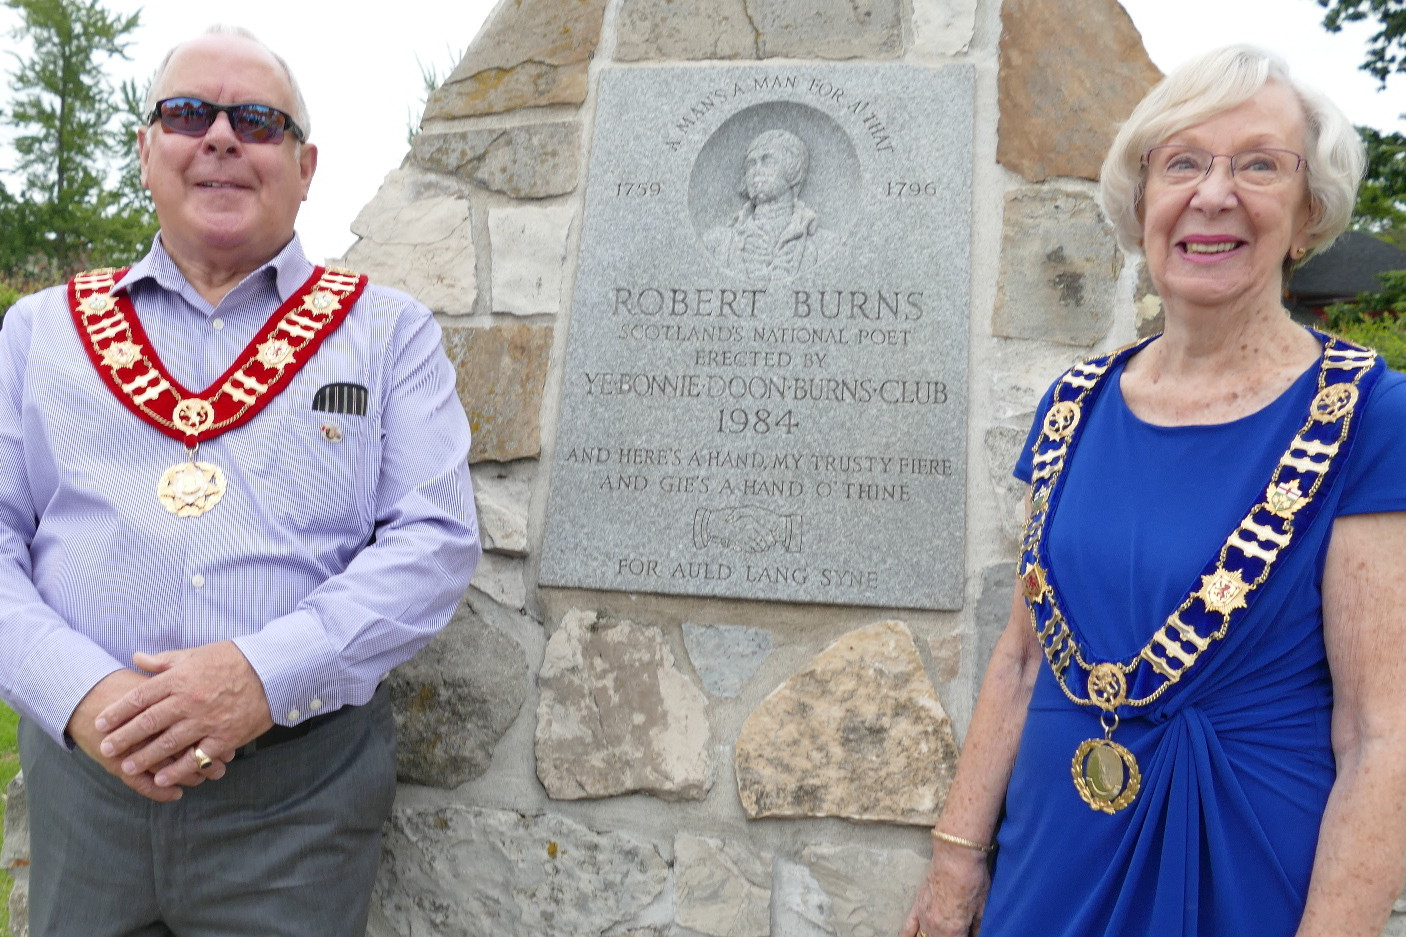 A MAN'S A MAN FOR A' THAT
1759 1796
ROBERT BURNS
SCOTLAND'S NATIONAL POET
ERECTED BY
YE·BONNIE·DOON·BURNS·CLUB
1984
AND HERE'S A HAND, MY TRUSTY FIERE
AND GIE'S A HAND O' THINE
FOR AULD LANG SYNE